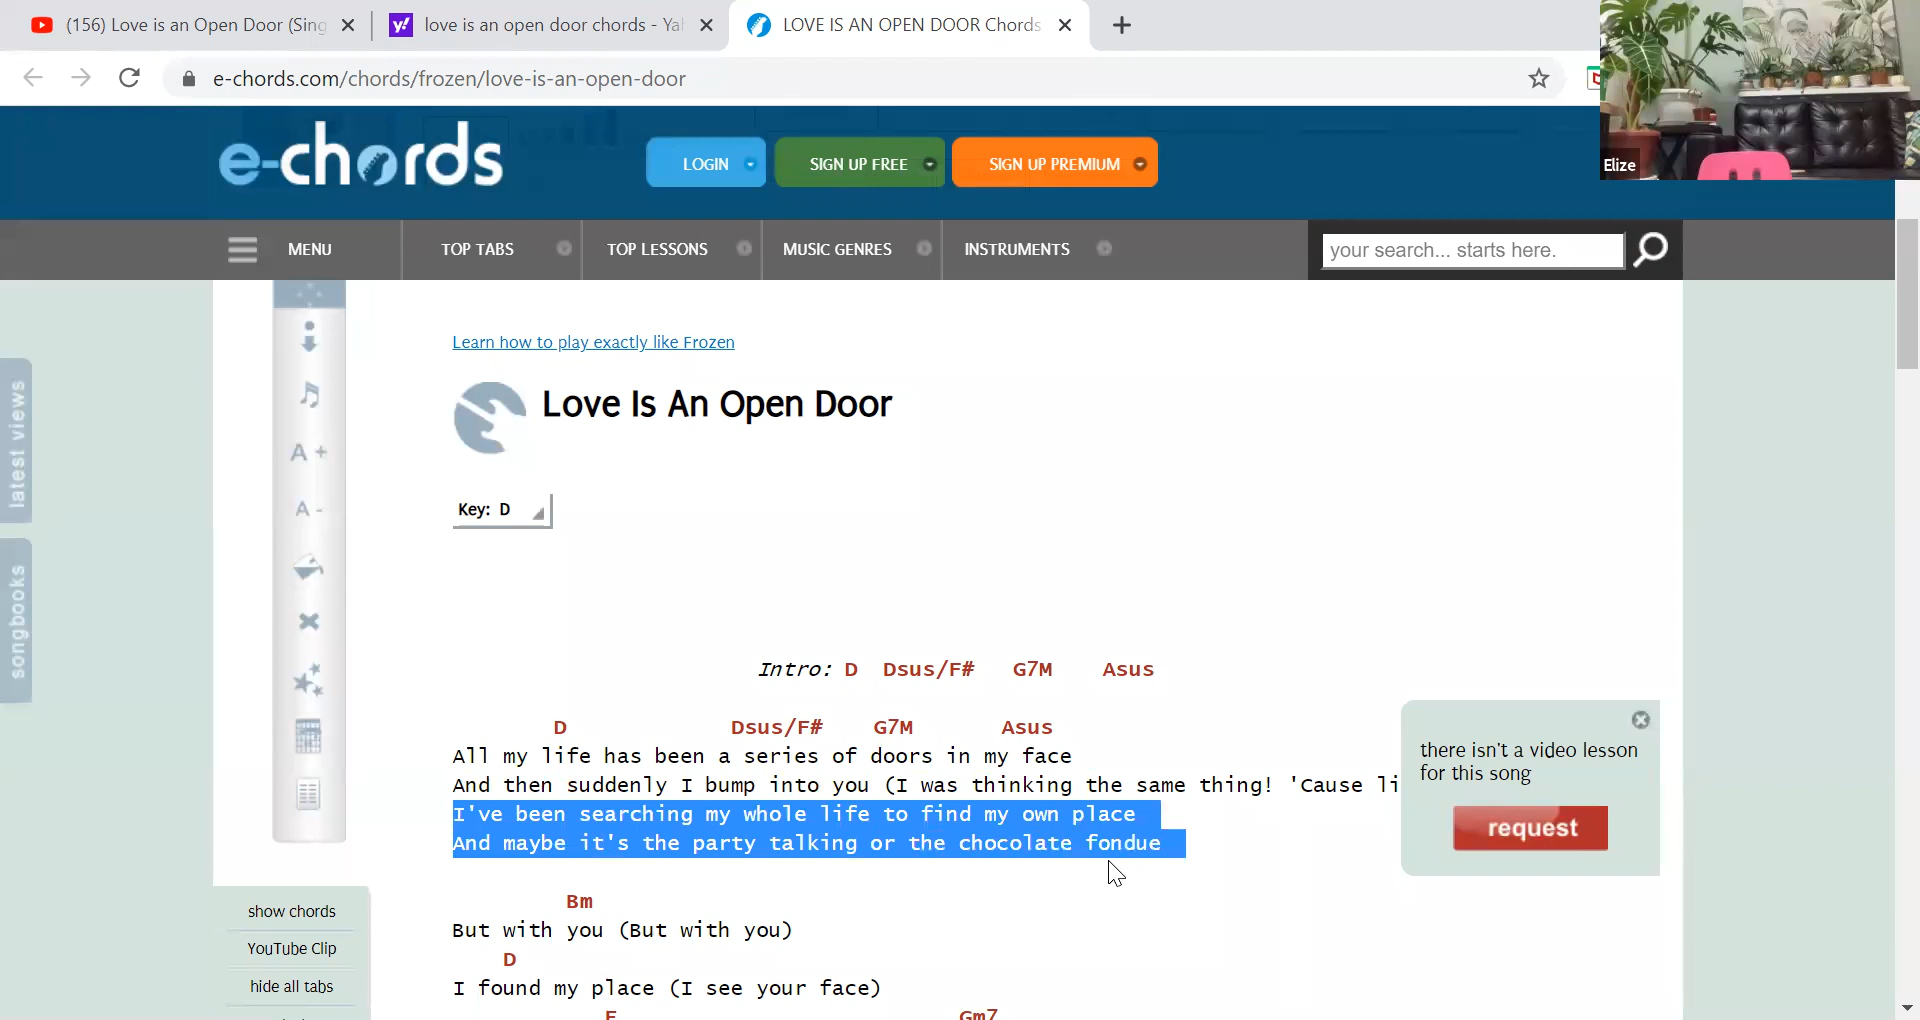 (156) Love is an Open Door (Sing
love is an open door chords - Yah
LOVE IS AN OPEN DOOR Chords
e-chords.com/chords/frozen/love-is-an-open-door
Elize
e-chords
LOGIN
SIGN UP FREE
SIGN UP PREMIUM
MENU
TOP TABS
TOP LESSONS
MUSIC GENRES
INSTRUMENTS
your search... starts here.
latest views
songbooks
A +
A -
Learn how to play exactly like Frozen
Love Is An Open Door
Key: D
Intro: D Dsus/F# G7M Asus
D Dsus/F# G7M Asus
All my life has been a series of doors in my face
And then suddenly I bump into you (I was thinking the same thing! 'Cause li
I've been searching my whole life to find my own place
And maybe it's the party talking or the chocolate fondue
Bm
But with you (But with you)
D
I found my place (I see your face)
Gm7
there isn't a video lesson
for this song
request
show chords
YouTube Clip
hide all tabs